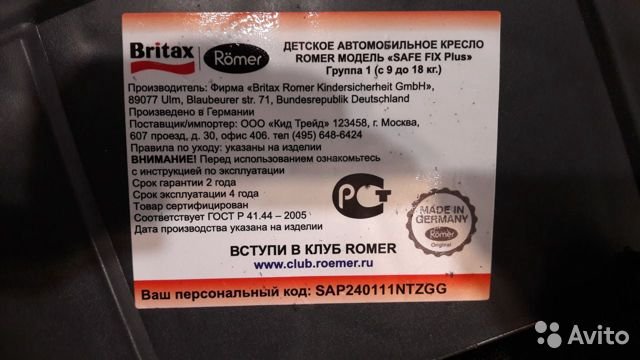 Britax
Römer
ДЕТСКОЕ АВТОМОБИЛЬНОЕ КРЕСЛО
ROMER МОДЕЛЬ «SAFE FIX Plus»
Группа 1 (с 9 до 18 кг.)
Производитель: Фирма «Britax Romer Kindersicherheit GmbH»,
89077 Ulm, Blaubeurer str. 71, Bundesrepublik Deutschland
Произведено в Германии
Поставщик/импортер: ООО «Кид Трейд» 123458, г. Москва,
607 проезд, д. 30, офис 406. тел (495) 648-6424
Правила по уходу: указаны на изделии
ВНИМАНИЕ! Перед использованием ознакомьтесь
с инструкцией по эксплуатации
Срок гарантии 2 года
Срок эксплуатации 4 года
Товар сертифицирован
Соответствует ГОСТ Р 41.44 – 2005
Дата производства указана на изделии
РСТ
MADE IN
GERMANY
Römer
Original
ВСТУПИ В КЛУБ ROMER
www.club.roemer.ru
Ваш персональный код: SAP240111NTZGG
Avito